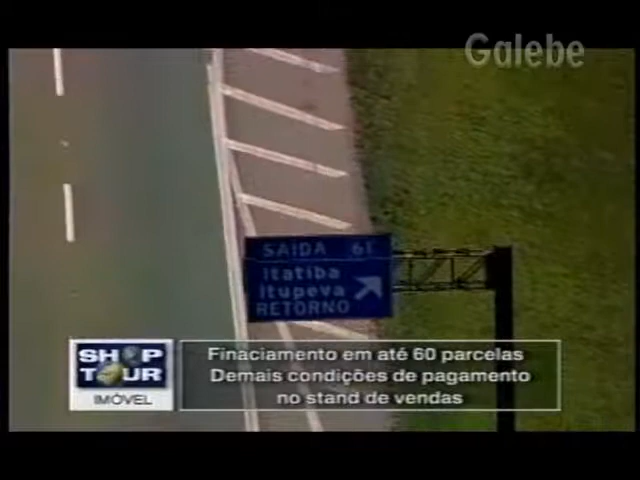 Galebe
SAÍDA 61
Itatiba
Itupeva
RETORNO
SHOP
TOUR
IMÓVEL
Finaciamento em até 60 parcelas
Demais condições de pagamento
no stand de vendas